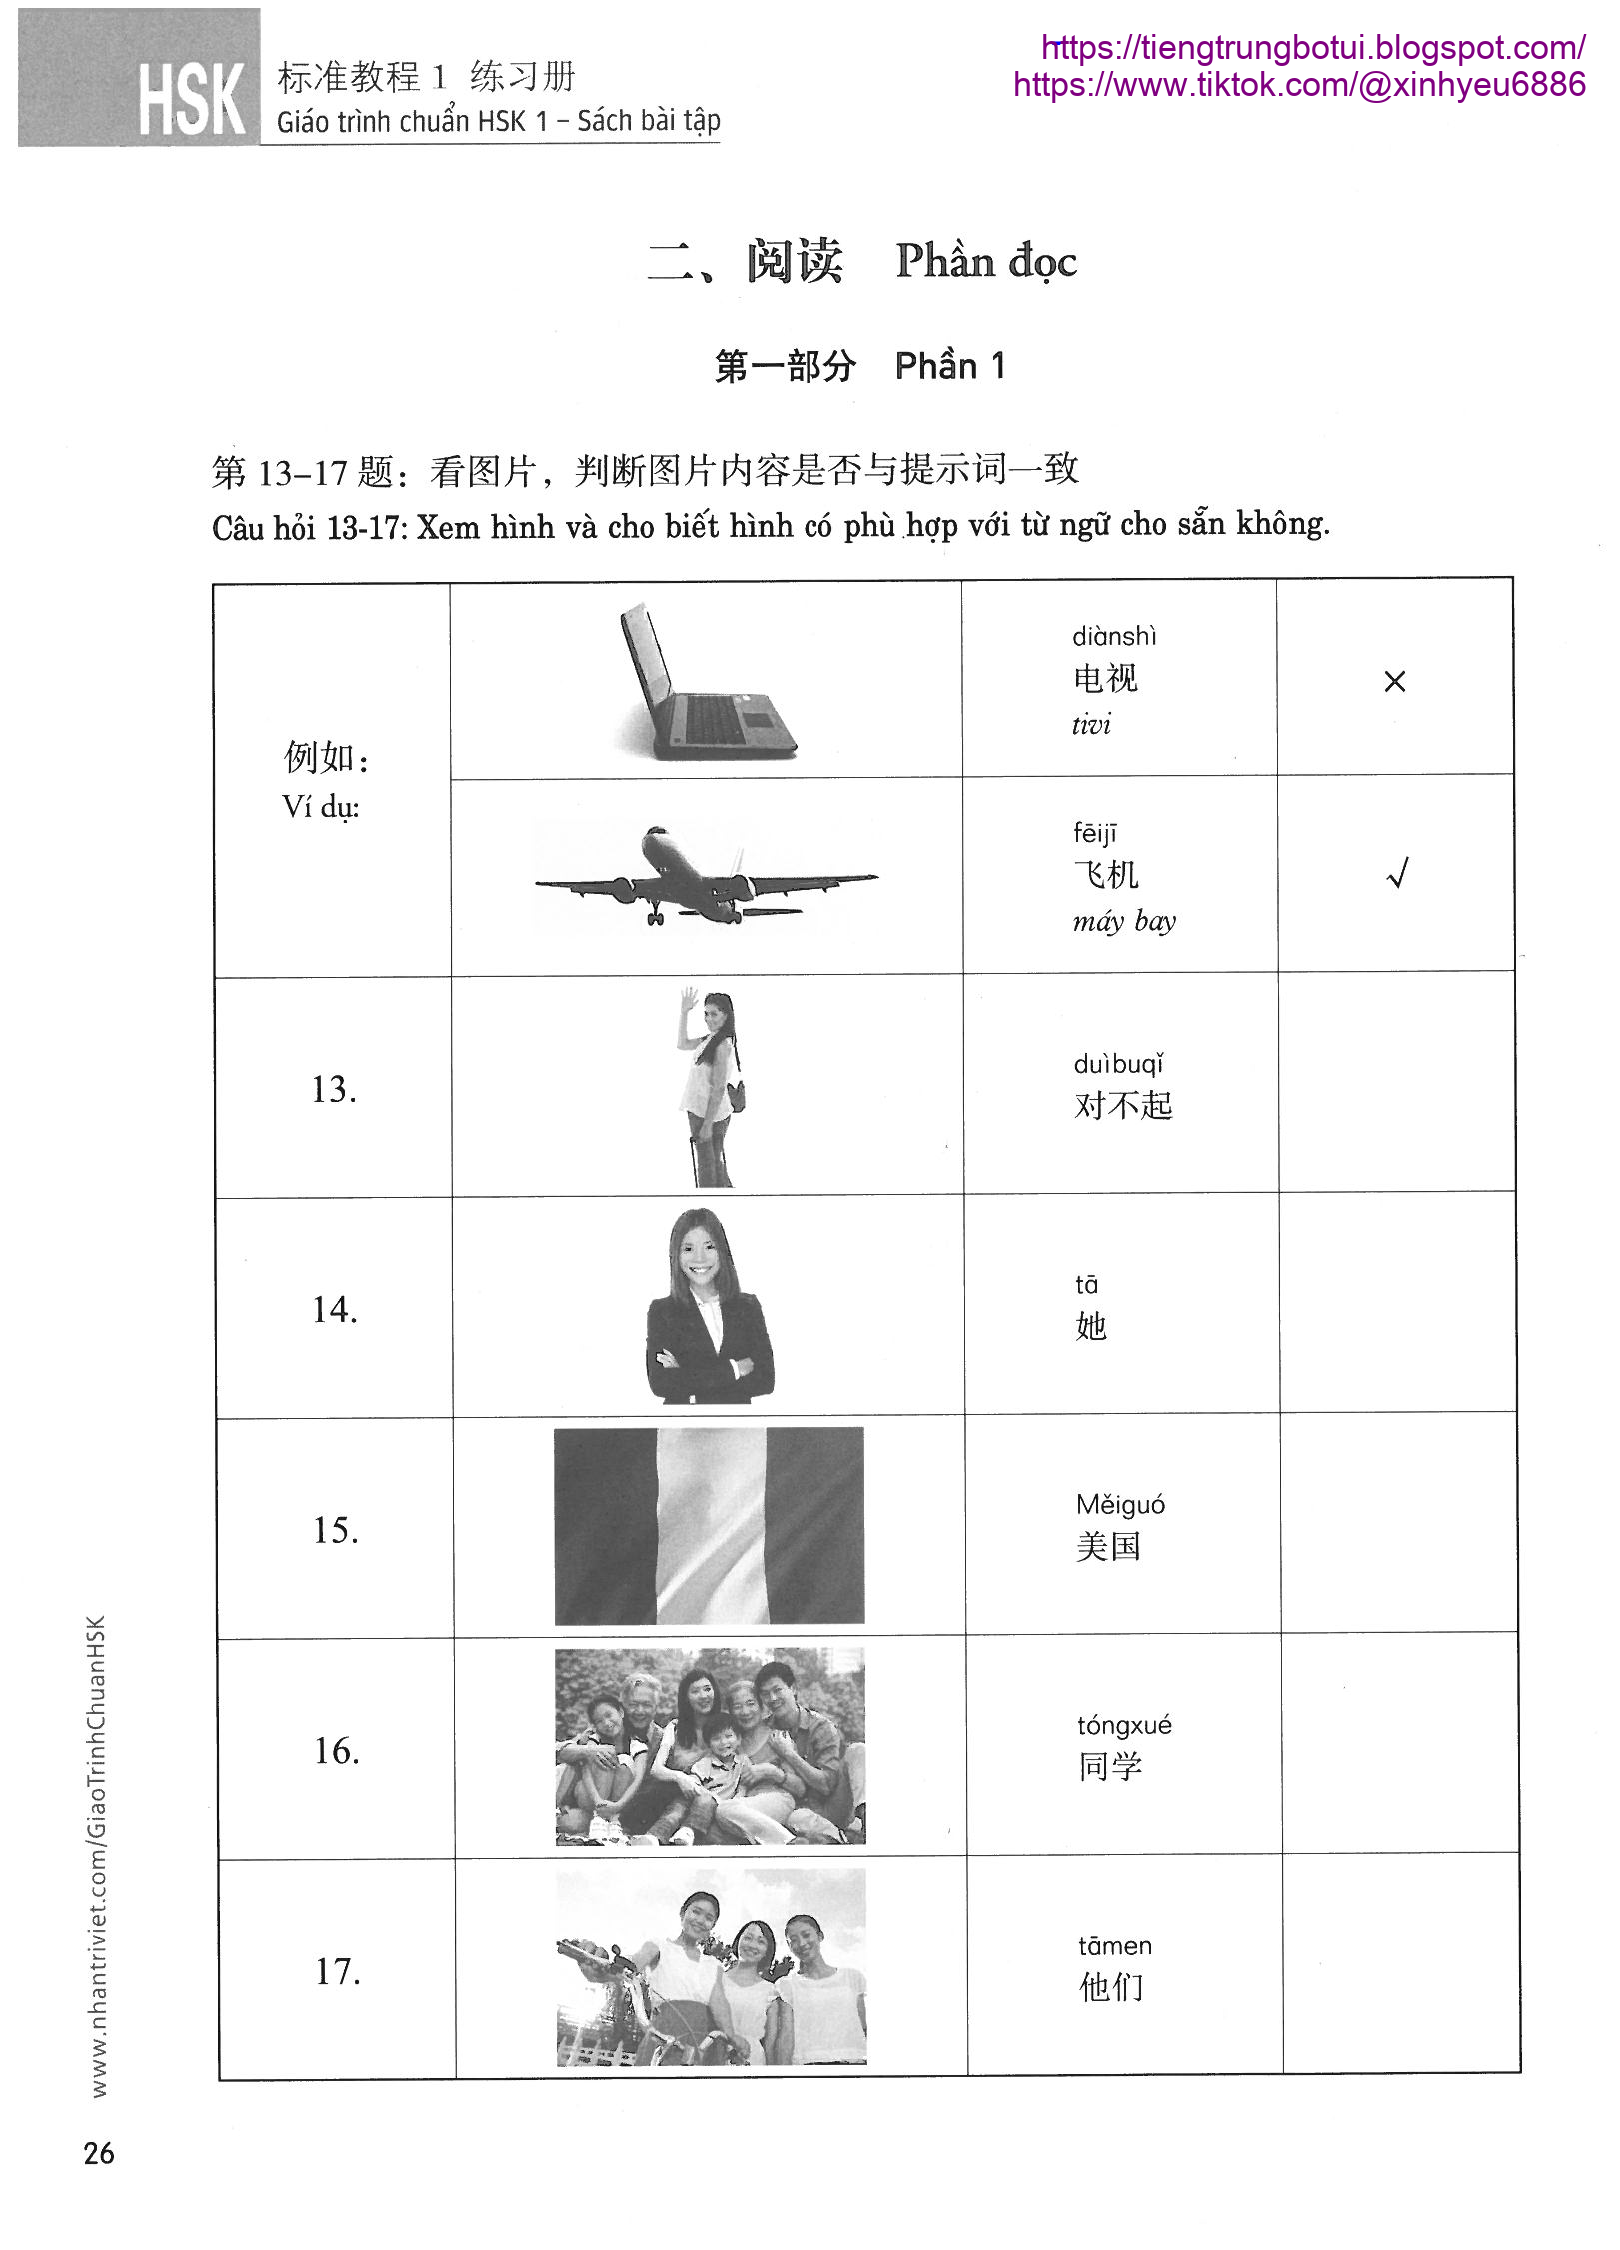 https://tiengtrungbotui.blogspot.com/
https://www.tiktok.com/@xinhyeu6886
HSK
标准教程 1 练习册
Giáo trình chuẩn HSK 1 – Sách bài tập
二、阅读 Phần đọc
第一部分 Phần 1
第 13–17 题：看图片，判断图片内容是否与提示词一致
Câu hỏi 13-17: Xem hình và cho biết hình có phù hợp với từ ngữ cho sẵn không.
例如：
Ví dụ:
diànshì
电视
tivi
×
fēijī
飞机
máy bay
√
13.
duìbuqǐ
对不起
14.
tā
她
15.
Měiguó
美国
16.
tóngxué
同学
17.
tāmen
他们
www.nhantriviet.com/GiaoTrinhChuanHSK
26